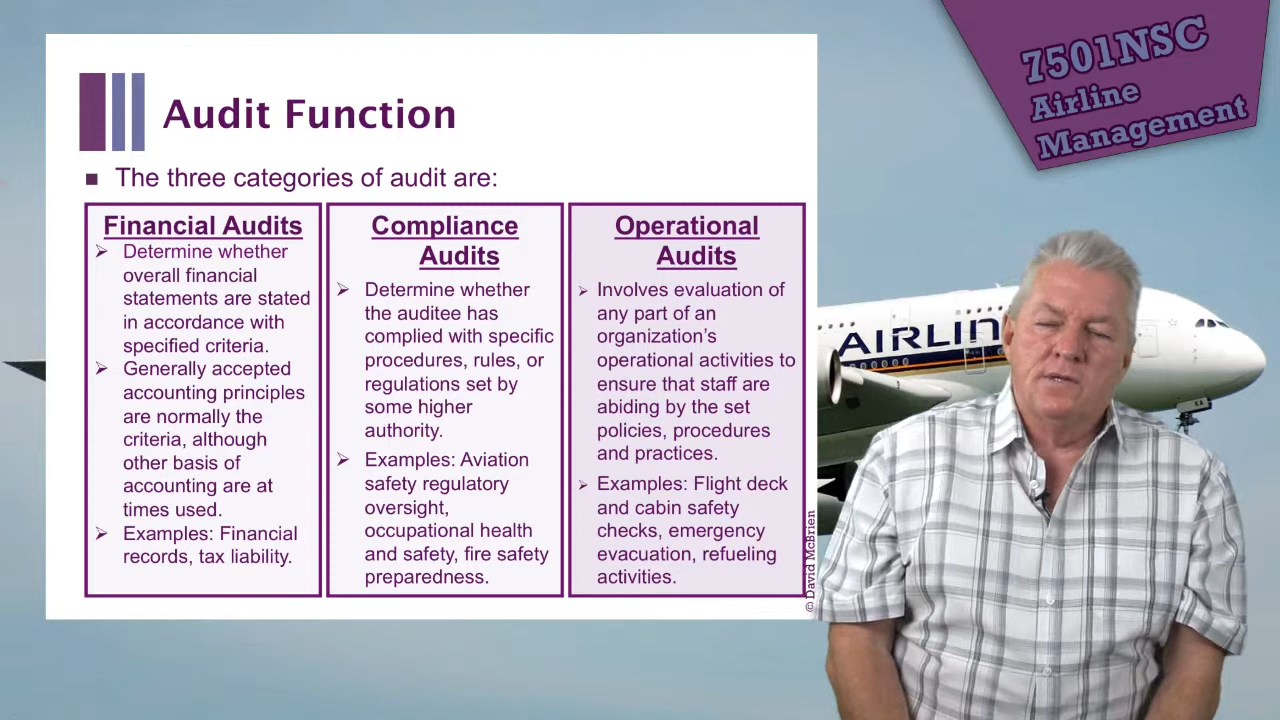 7501NSC
Airline
Management
Audit Function
The three categories of audit are:
Financial Audits
Determine whether
overall financial
statements are stated
in accordance with
specified criteria.
Generally accepted
accounting principles
are normally the
criteria, although
other basis of
accounting are at
times used.
Examples: Financial
records, tax liability.
Compliance
Audits
Determine whether
the auditee has
complied with specific
procedures, rules, or
regulations set by
some higher
authority.
Examples: Aviation
safety regulatory
oversight,
occupational health
and safety, fire safety
preparedness.
Operational
Audits
Involves evaluation of
any part of an
organization’s
operational activities to
ensure that staff are
abiding by the set
policies, procedures
and practices.
Examples: Flight deck
and cabin safety
checks, emergency
evacuation, refueling
activities.
© David McBrien
AIRLIN
KA